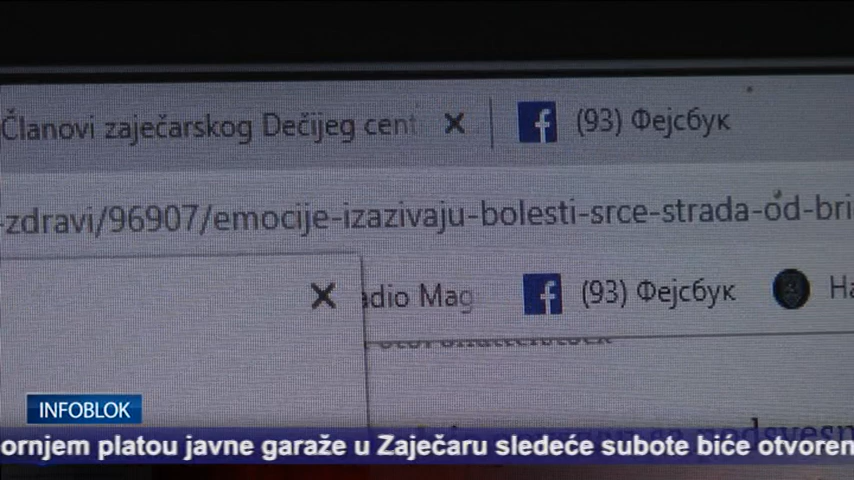 Članovi zaječarskog Dečijeg cent
(93) Фејсбук
-zdravi/96907/emocije-izazivaju-bolesti-srce-strada-od-bri
adio Mag
(93) Фејсбук
На
INFOBLOK
ornjem platou javne garaže u Zaječaru sledeće subote biće otvoren